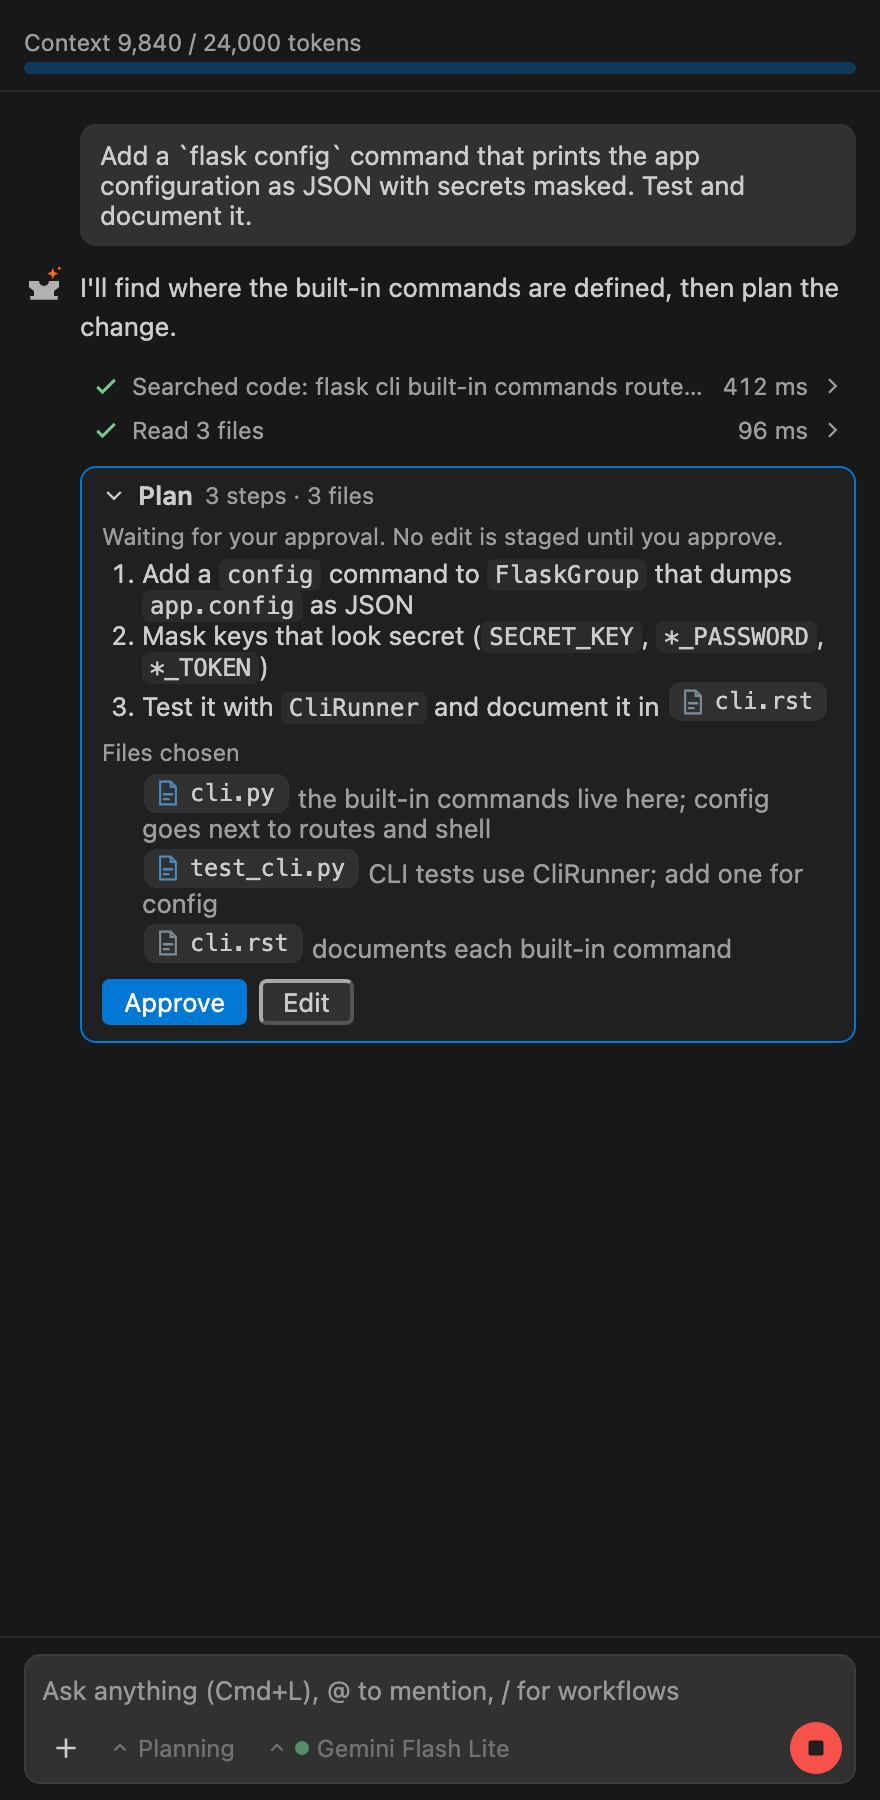 Context 9,840 / 24,000 tokens
Add a `flask config` command that prints the app
configuration as JSON with secrets masked. Test and
document it.
I'll find where the built-in commands are defined, then plan the
change.
Searched code: flask cli built-in commands route... 412 ms
Read 3 files 96 ms
Plan 3 steps · 3 files
Waiting for your approval. No edit is staged until you approve.
1. Add a config command to FlaskGroup that dumps
app.config as JSON
2. Mask keys that look secret ( SECRET_KEY , *_PASSWORD ,
*_TOKEN )
3. Test it with CliRunner and document it in cli.rst
Files chosen
cli.py the built-in commands live here; config
goes next to routes and shell
test_cli.py CLI tests use CliRunner; add one for
config
cli.rst documents each built-in command
Approve Edit
Ask anything (Cmd+L), @ to mention, / for workflows
Planning Gemini Flash Lite